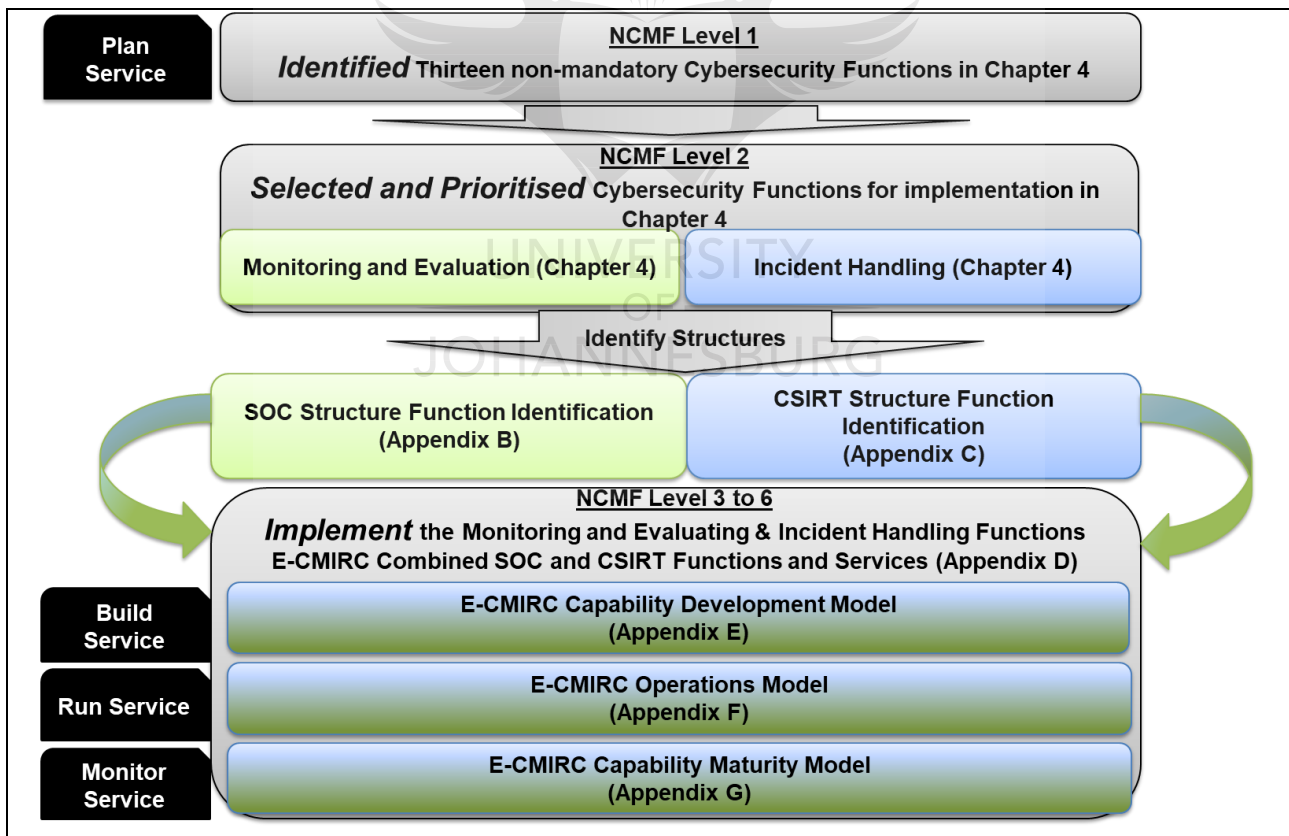 Plan
Service
NCMF Level 1
Identified Thirteen non-mandatory Cybersecurity Functions in Chapter 4
NCMF Level 2
Selected and Prioritised Cybersecurity Functions for implementation in
Chapter 4
Monitoring and Evaluation (Chapter 4)
Incident Handling (Chapter 4)
UNIVERSITY
OF
JOHANNESBURG
Identify Structures
SOC Structure Function Identification
(Appendix B)
CSIRT Structure Function
Identification
(Appendix C)
NCMF Level 3 to 6
Implement the Monitoring and Evaluating & Incident Handling Functions
E-CMIRC Combined SOC and CSIRT Functions and Services (Appendix D)
Build
Service
E-CMIRC Capability Development Model
(Appendix E)
Run Service
E-CMIRC Operations Model
(Appendix F)
Monitor
Service
E-CMIRC Capability Maturity Model
(Appendix G)